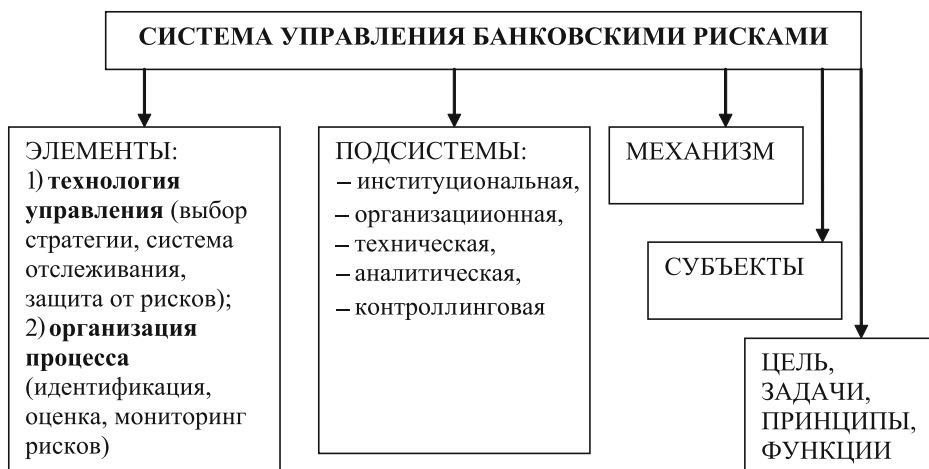 СИСТЕМА УПРАВЛЕНИЯ БАНКОВСКИМИ РИСКАМИ
ЭЛЕМЕНТЫ:
1) технология
управления (выбор
стратегии, система
отслеживания,
защита от рисков);
2) организация
процесса
(идентификация,
оценка, мониторинг
рисков)
ПОДСИСТЕМЫ:
– институциональная,
– организациионная,
– техническая,
– аналитическая,
– контроллинговая
МЕХАНИЗМ
СУБЪЕКТЫ
ЦЕЛЬ,
ЗАДАЧИ,
ПРИНЦИПЫ,
ФУНКЦИИ